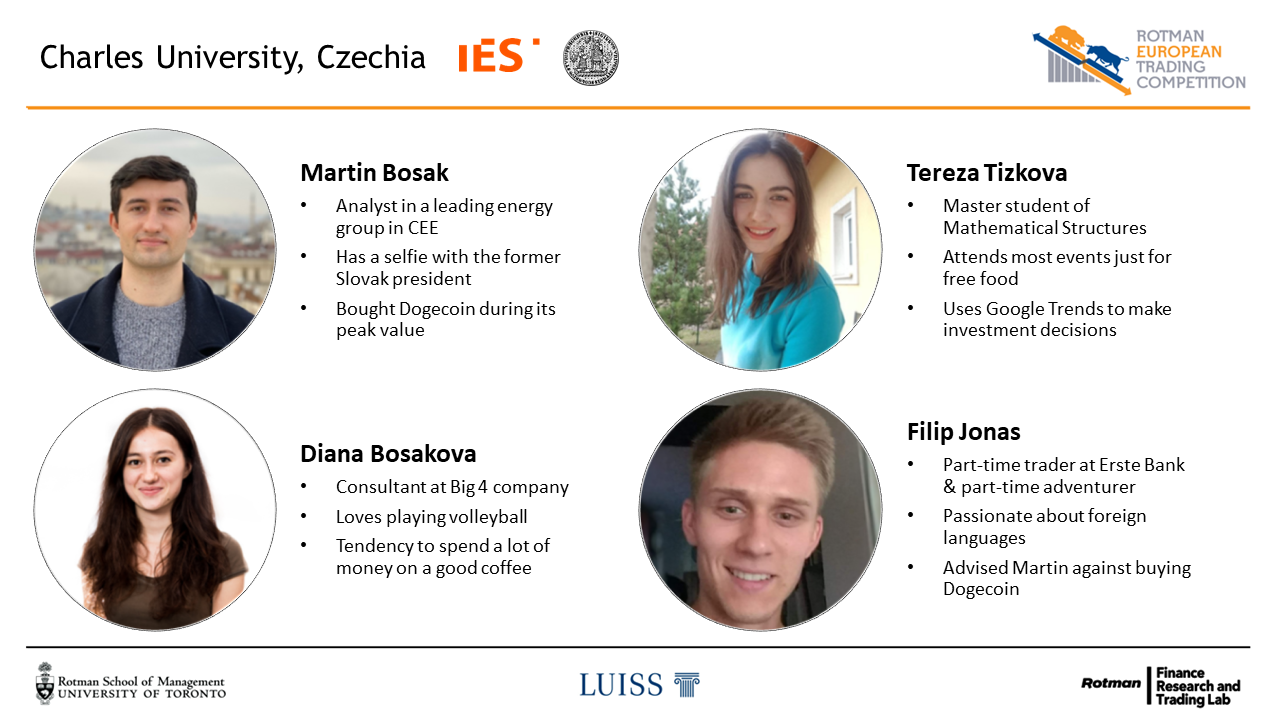 Charles University, Czechia
IES
ROTMAN
EUROPEAN
TRADING
COMPETITION
Martin Bosak
• Analyst in a leading energy
group in CEE
• Has a selfie with the former
Slovak president
• Bought Dogecoin during its
peak value
Tereza Tizkova
• Master student of
Mathematical Structures
• Attends most events just for
free food
• Uses Google Trends to make
investment decisions
Diana Bosakova
• Consultant at Big 4 company
• Loves playing volleyball
• Tendency to spend a lot of
money on a good coffee
Filip Jonas
• Part-time trader at Erste Bank
& part-time adventurer
• Passionate about foreign
languages
• Advised Martin against buying
Dogecoin
Rotman School of Management
UNIVERSITY OF TORONTO
LUISS
Rotman
Finance
Research and
Trading Lab